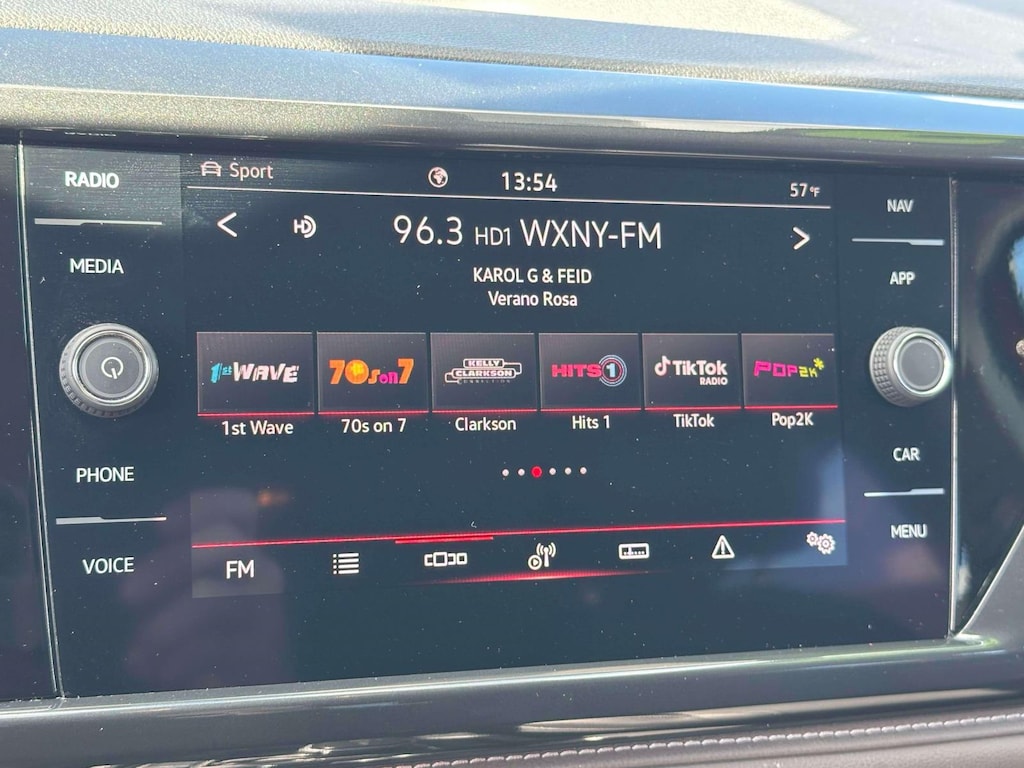 RADIO
MEDIA
PHONE
VOICE
Sport
13:54
57°F
HD
96.3 HD1 WXNY-FM
KAROL G & FEID
Verano Rosa
1st WAVE
70s on 7
KELLY CLARKSON CONNECTION
HITS 1
TikTok RADIO
POP2K
1st Wave
70s on 7
Clarkson
Hits 1
TikTok
Pop2K
FM
NAV
APP
CAR
MENU